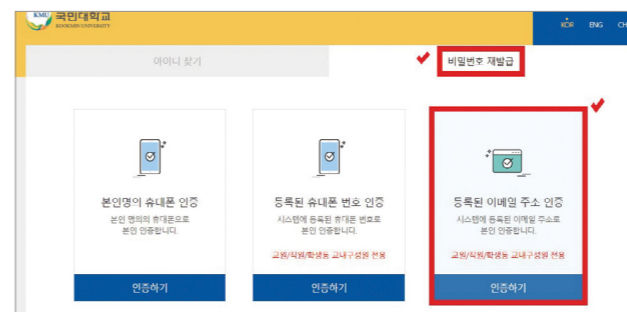 KMU 국민대학교
KOOKMIN UNIVERSITY
KOR ENG CH
아이디 찾기
비밀번호 재발급
본인명의 휴대폰 인증
본인 명의의 휴대폰으로
본인 인증합니다.
인증하기
등록된 휴대폰 번호 인증
시스템에 등록된 휴대폰 번호로
본인 인증합니다.
교원/직원/학생등 교내구성원 전용
인증하기
등록된 이메일 주소 인증
시스템에 등록된 이메일 주소로
본인 인증합니다.
교원/직원/학생등 교내구성원 전용
인증하기